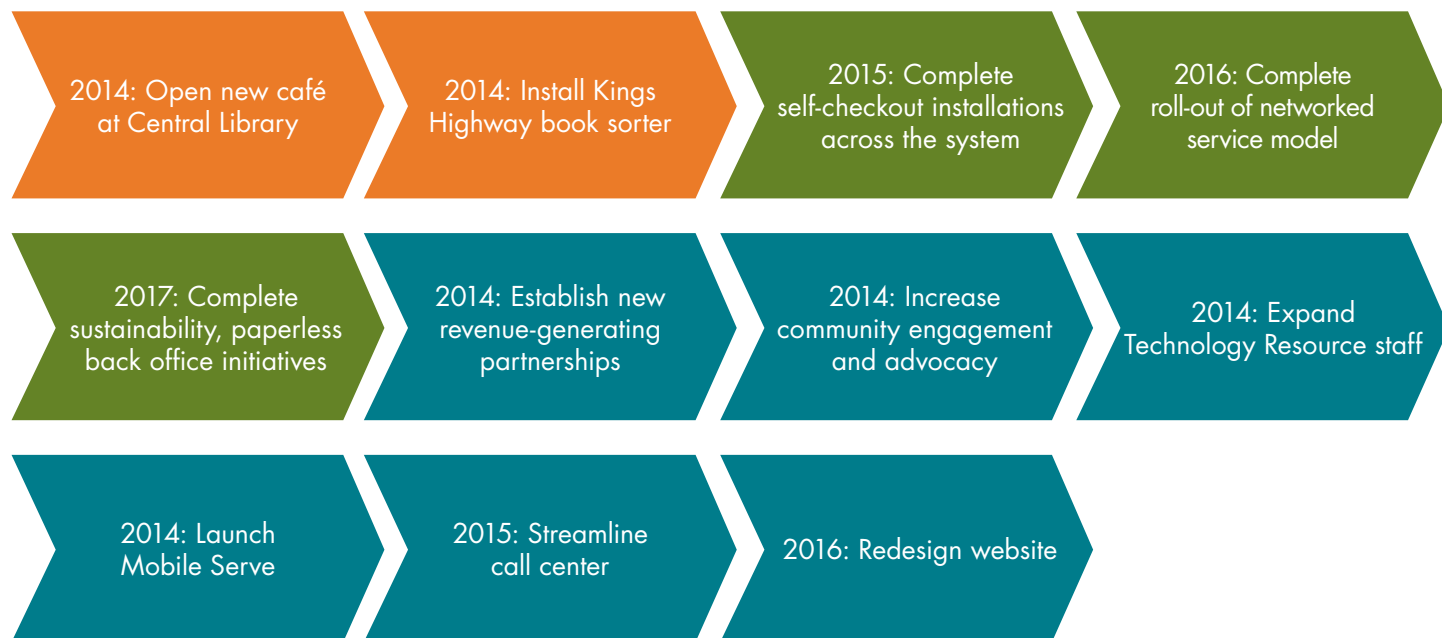 2014: Open new café
at Central Library
2014: Install Kings
Highway book sorter
2015: Complete
self-checkout installations
across the system
2016: Complete
roll-out of networked
service model
2017: Complete
sustainability, paperless
back office initiatives
2014: Establish new
revenue-generating
partnerships
2014: Increase
community engagement
and advocacy
2014: Expand
Technology Resource staff
2014: Launch
Mobile Serve
2015: Streamline
call center
2016: Redesign website